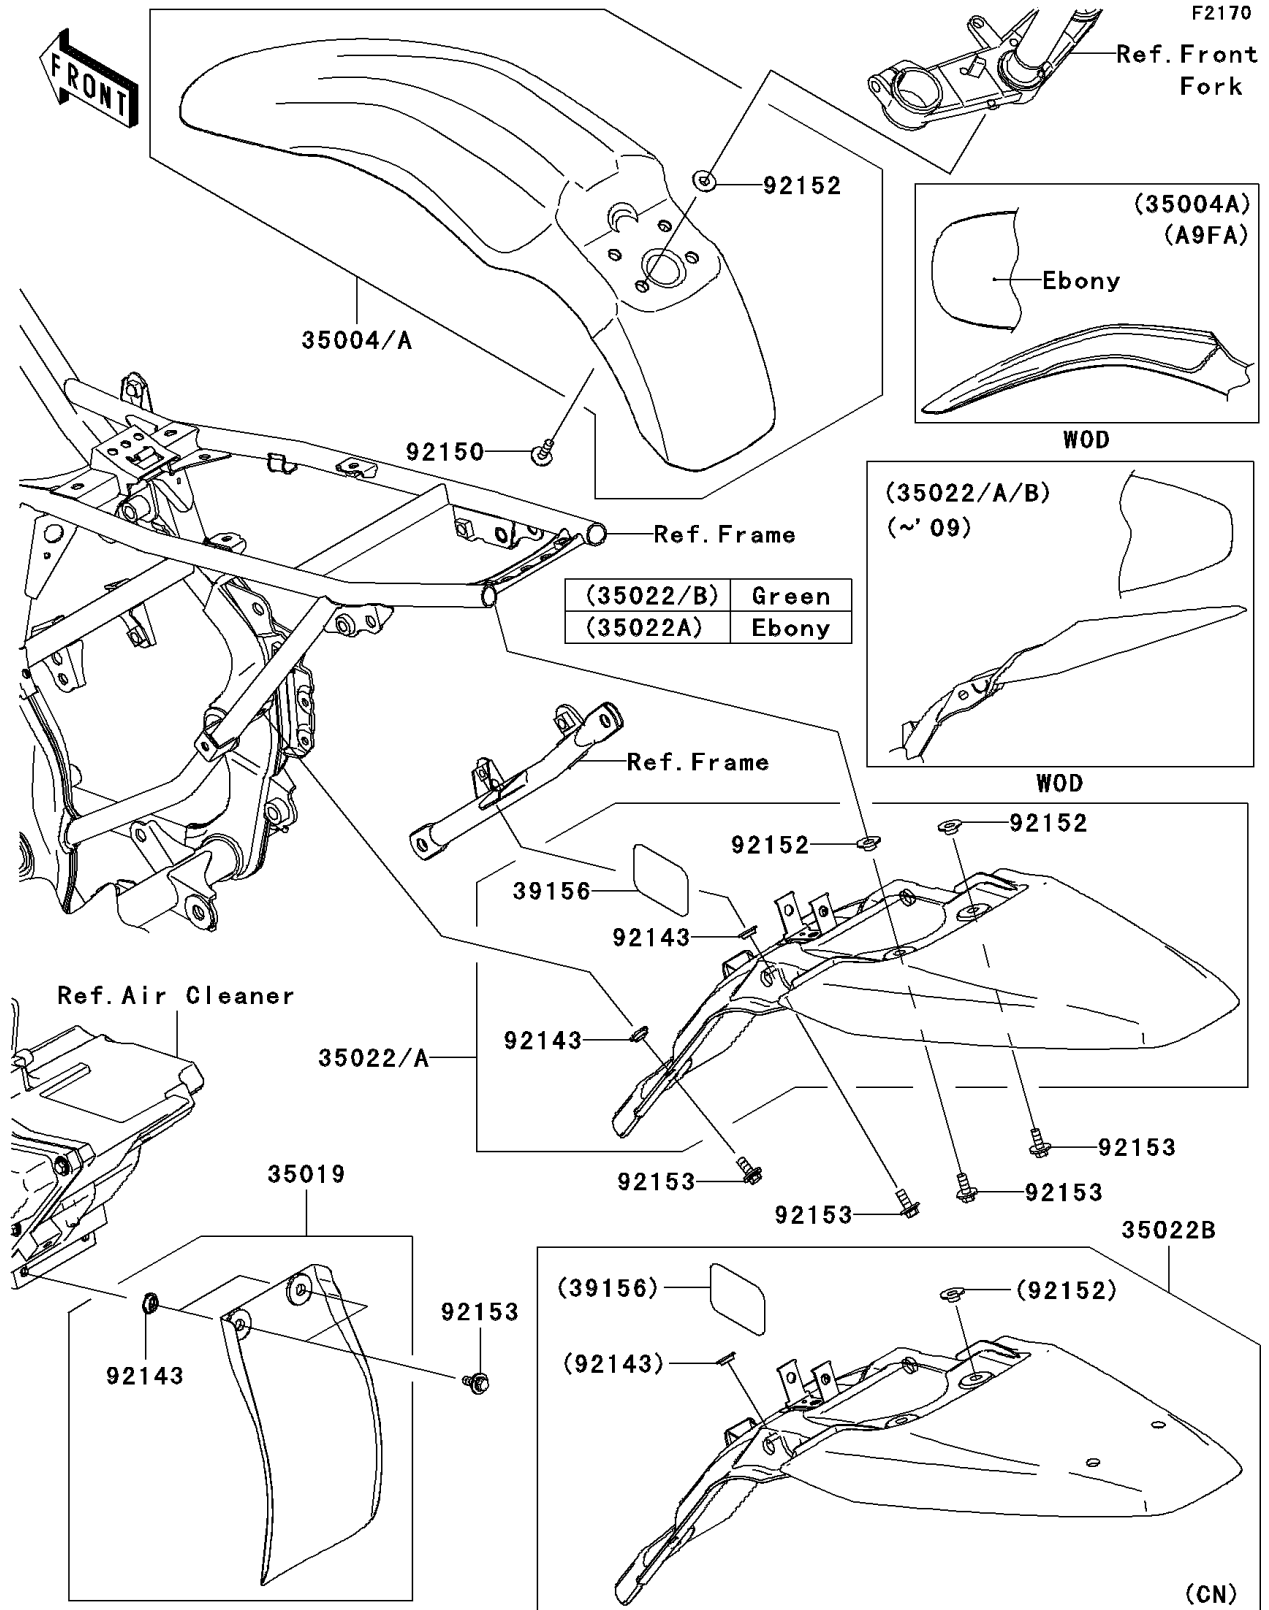 F2170
FRONT
Ref. Front
Fork
92152
(35004A)
(A9FA)
Ebony
35004/A
WOD
92150
(35022/A/B)
(~'09)
Ref. Frame
(35022/B) Green
(35022A) Ebony
Ref. Frame
WOD
92152
92152
39156
92143
Ref. Air Cleaner
92143
35022/A
92153
35019
92153
92153
92153
35022B
(39156)
(92152)
92153
92143
(92143)
(CN)